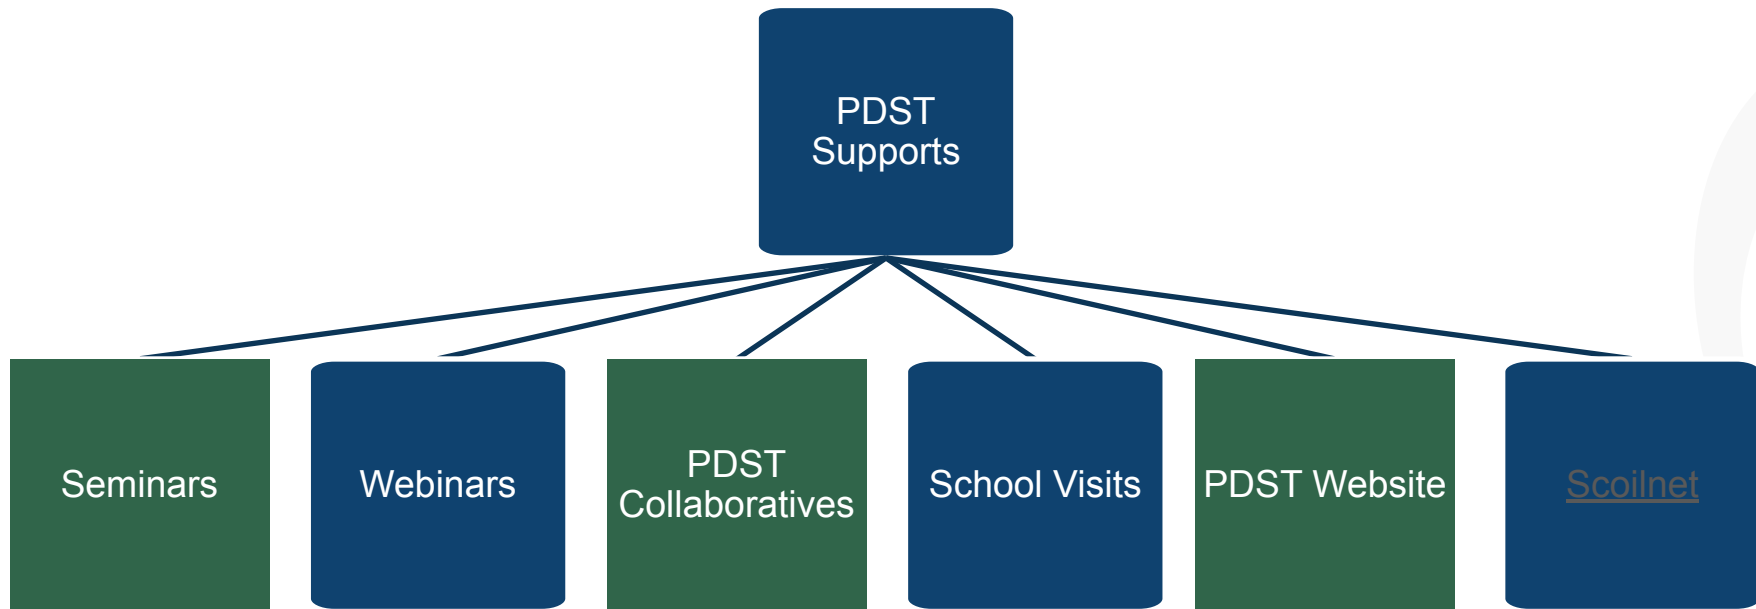 PDST
Supports
Seminars
Webinars
PDST
Collaboratives
School Visits
PDST Website
Scoilnet